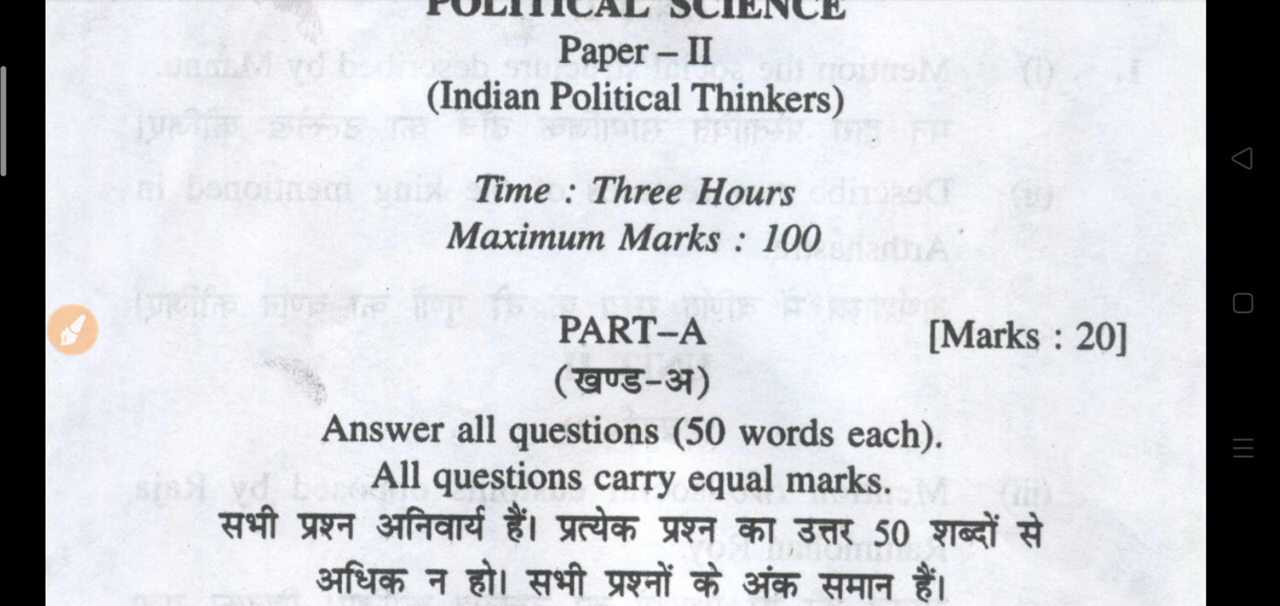 POLITICAL SCIENCE
Paper – II
(Indian Political Thinkers)
Time : Three Hours
Maximum Marks : 100
PART–A [Marks : 20]
(खण्ड-अ)
Answer all questions (50 words each).
All questions carry equal marks.
सभी प्रश्न अनिवार्य हैं। प्रत्येक प्रश्न का उत्तर 50 शब्दों से
अधिक न हो। सभी प्रश्नों के अंक समान हैं।